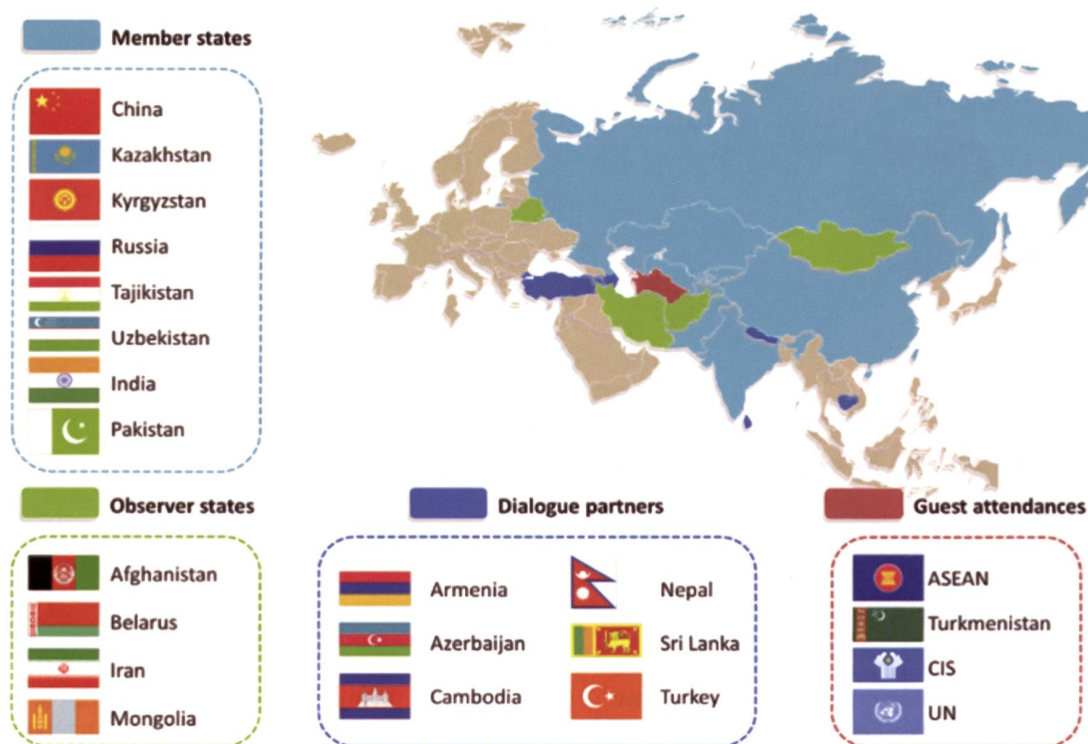 Member states
China
Kazakhstan
Kyrgyzstan
Russia
Tajikistan
Uzbekistan
India
Pakistan
Observer states
Afghanistan
Belarus
Iran
Mongolia
Dialogue partners
Armenia
Azerbaijan
Cambodia
Nepal
Sri Lanka
Turkey
Guest attendances
ASEAN
Turkmenistan
CIS
UN